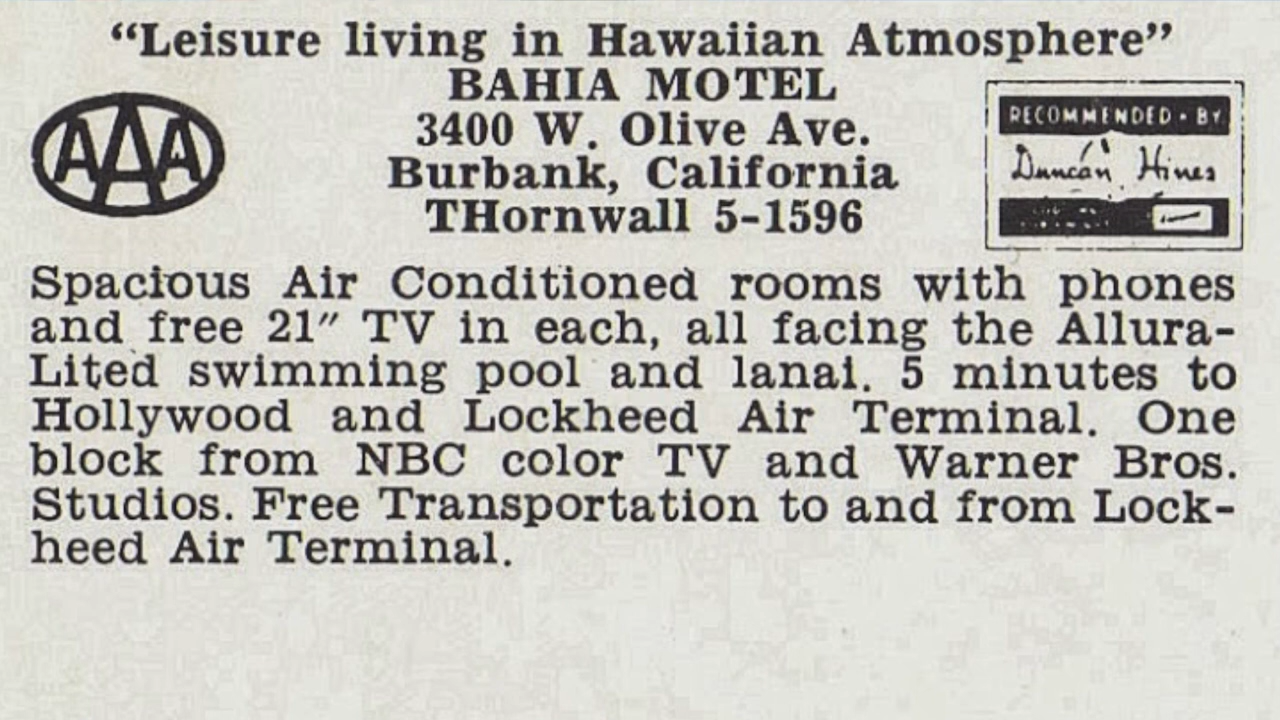 “Leisure living in Hawaiian Atmosphere”
BAHIA MOTEL
3400 W. Olive Ave.
Burbank, California
THornwall 5-1596
AAA
RECOMMENDED • BY
Duncan Hines
Spacious Air Conditioned rooms with phones
and free 21″ TV in each, all facing the Allura-
Lited swimming pool and lanai. 5 minutes to
Hollywood and Lockheed Air Terminal. One
block from NBC color TV and Warner Bros.
Studios. Free Transportation to and from Lock-
heed Air Terminal.